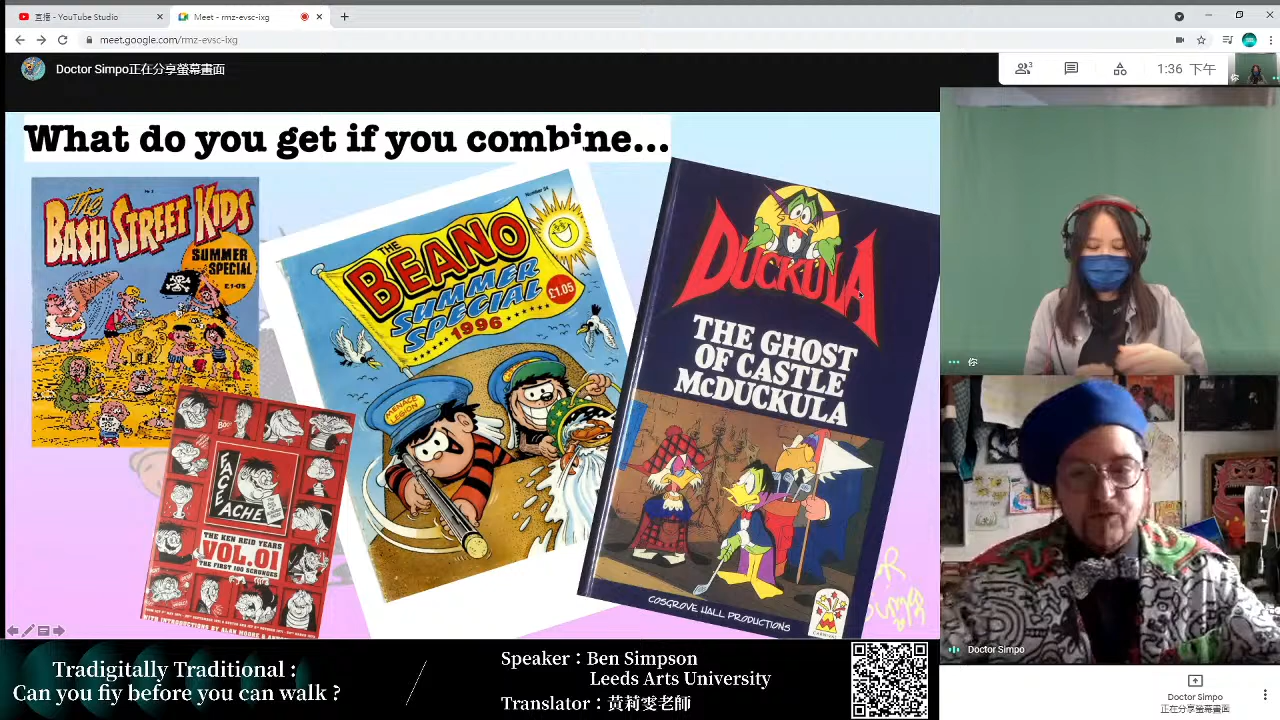 直播 - YouTube Studio
Meet - rmz-evsc-ixg
meet.google.com/rmz-evsc-ixg
Doctor Simpo正在分享螢幕畫面
3
1:36 下午
你
What do you get if you combine...
The
BASH STREET KIDS
SUMMER
SPECIAL
£1.05
THE
BEANO
SUMMER
SPECIAL
1996
£1.05
MENACE
LEGION
DUCKULA
THE GHOST
OF CASTLE
McDUCKULA
COSGROVE HALL PRODUCTIONS
CARNIVAL
FACE
ACHE
THE KEN REID YEARS
VOL.01
THE FIRST 100 SCRUNGES
你
Doctor Simpo
Tradigitally Traditional :
Can you fiy before you can walk ?
Speaker：Ben Simpson
Leeds Arts University
Translator：黃莉雯老師
Doctor Simpo
正在分享螢幕畫面